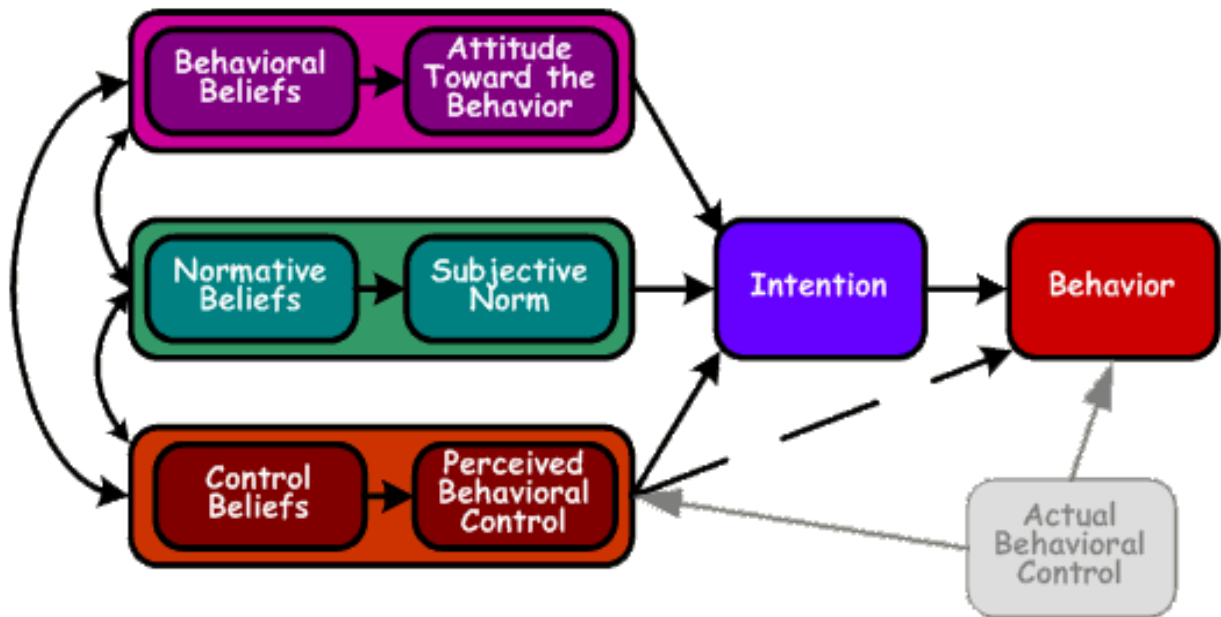 Behavioral
Beliefs
Attitude
Toward the
Behavior
Normative
Beliefs
Subjective
Norm
Intention
Behavior
Control
Beliefs
Perceived
Behavioral
Control
Actual
Behavioral
Control